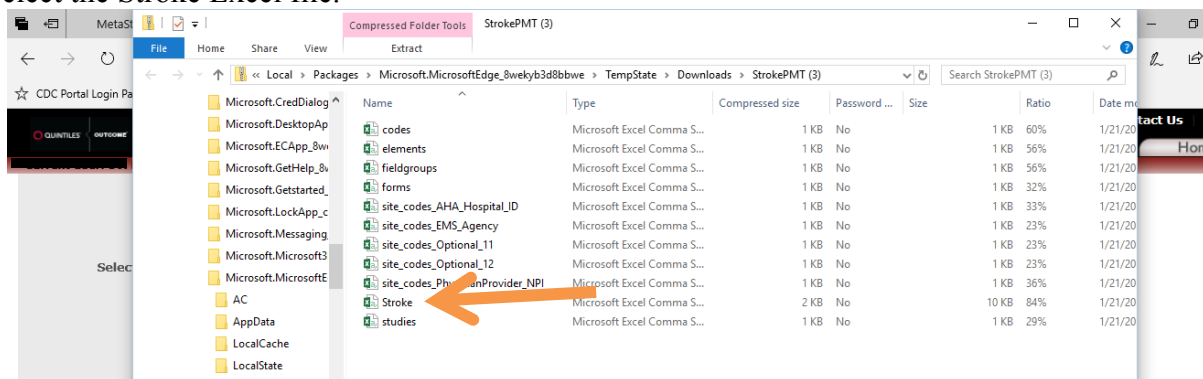 elect the Stroke Excel file.
MetaSt
Compressed Folder Tools StrokePMT (3)
File Home Share View Extract
« Local > Packages > Microsoft.MicrosoftEdge_8wekyb3d8bbwe > TempState > Downloads > StrokePMT (3) Search StrokePMT (3)
CDC Portal Login Pa
QUINTILES OUTCOME
tact Us
Hor
Selec
Microsoft.CredDialog
Microsoft.DesktopAp
Microsoft.ECApp_8w
Microsoft.GetHelp_8
Microsoft.Getstarted_
Microsoft.LockApp_c
Microsoft.Messaging
Microsoft.Microsoft3
Microsoft.MicrosoftE
AC
AppData
LocalCache
LocalState
Name Type Compressed size Password ... Size Ratio Date mo
codes Microsoft Excel Comma S... 1 KB No 1 KB 60% 1/21/20
elements Microsoft Excel Comma S... 1 KB No 1 KB 56% 1/21/20
fieldgroups Microsoft Excel Comma S... 1 KB No 1 KB 56% 1/21/20
forms Microsoft Excel Comma S... 1 KB No 1 KB 32% 1/21/20
site_codes_AHA_Hospital_ID Microsoft Excel Comma S... 1 KB No 1 KB 33% 1/21/20
site_codes_EMS_Agency Microsoft Excel Comma S... 1 KB No 1 KB 23% 1/21/20
site_codes_Optional_11 Microsoft Excel Comma S... 1 KB No 1 KB 23% 1/21/20
site_codes_Optional_12 Microsoft Excel Comma S... 1 KB No 1 KB 23% 1/21/20
Microsoft Excel Comma S... 1 KB No 1 KB 36% 1/21/20
Stroke Microsoft Excel Comma S... 2 KB No 10 KB 84% 1/21/20
studies Microsoft Excel Comma S... 1 KB No 1 KB 29% 1/21/20